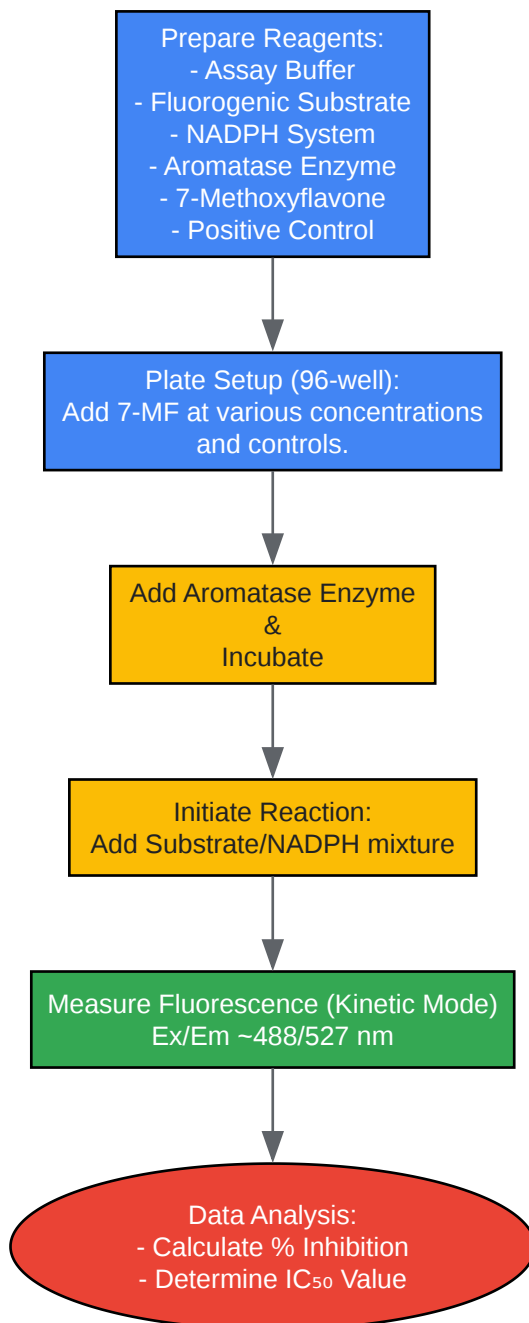 Prepare Reagents:
- Assay Buffer
- Fluorogenic Substrate
- NADPH System
- Aromatase Enzyme
- 7-Methoxyflavone
- Positive Control
Plate Setup (96-well):
Add 7-MF at various concentrations
and controls.
Add Aromatase Enzyme
&
Incubate
Initiate Reaction:
Add Substrate/NADPH mixture
Measure Fluorescence (Kinetic Mode)
Ex/Em ~488/527 nm
Data Analysis:
- Calculate % Inhibition
- Determine IC₅₀ Value